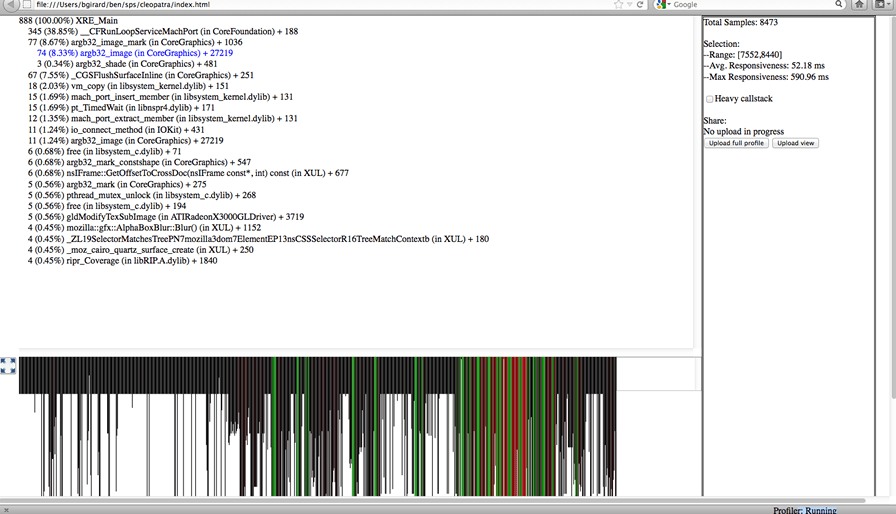 file:///Users/bgirard/ben/sps/cleopatra/index.html
Google
888 (100.00%) XRE_Main
345 (38.85%) __CFRunLoopServiceMachPort (in CoreFoundation) + 188
77 (8.67%) argb32_image_mark (in CoreGraphics) + 1036
74 (8.33%) argb32_image (in CoreGraphics) + 27219
3 (0.34%) argb32_shade (in CoreGraphics) + 481
67 (7.55%) _CGSFlushSurfaceInline (in CoreGraphics) + 251
18 (2.03%) vm_copy (in libsystem_kernel.dylib) + 151
15 (1.69%) mach_port_insert_member (in libsystem_kernel.dylib) + 131
15 (1.69%) pt_TimedWait (in libnspr4.dylib) + 171
12 (1.35%) mach_port_extract_member (in libsystem_kernel.dylib) + 131
11 (1.24%) io_connect_method (in IOKit) + 431
11 (1.24%) argb32_image (in CoreGraphics) + 27219
6 (0.68%) free (in libsystem_c.dylib) + 71
6 (0.68%) argb32_mark_constshape (in CoreGraphics) + 547
6 (0.68%) nsIFrame::GetOffsetToCrossDoc(nsIFrame const*, int) const (in XUL) + 677
5 (0.56%) argb32_mark (in CoreGraphics) + 275
5 (0.56%) pthread_mutex_unlock (in libsystem_c.dylib) + 268
5 (0.56%) free (in libsystem_c.dylib) + 194
5 (0.56%) gldModifyTexSubImage (in ATIRadeonX3000GLDriver) + 3719
4 (0.45%) mozilla::gfx::AlphaBoxBlur::Blur() (in XUL) + 1152
4 (0.45%) _ZL19SelectorMatchesTreePN7mozilla3dom7ElementEP13nsCSSSelectorR16TreeMatchContextb (in XUL) + 180
4 (0.45%) _moz_cairo_quartz_surface_create (in XUL) + 250
4 (0.45%) ripr_Coverage (in libRIP.A.dylib) + 1840
Total Samples: 8473
Selection:
--Range: [7552,8440]
--Avg. Responsiveness: 52.18 ms
--Max Responsiveness: 590.96 ms
Heavy callstack
Share:
No upload in progress
Upload full profile Upload view
Profiler: Running